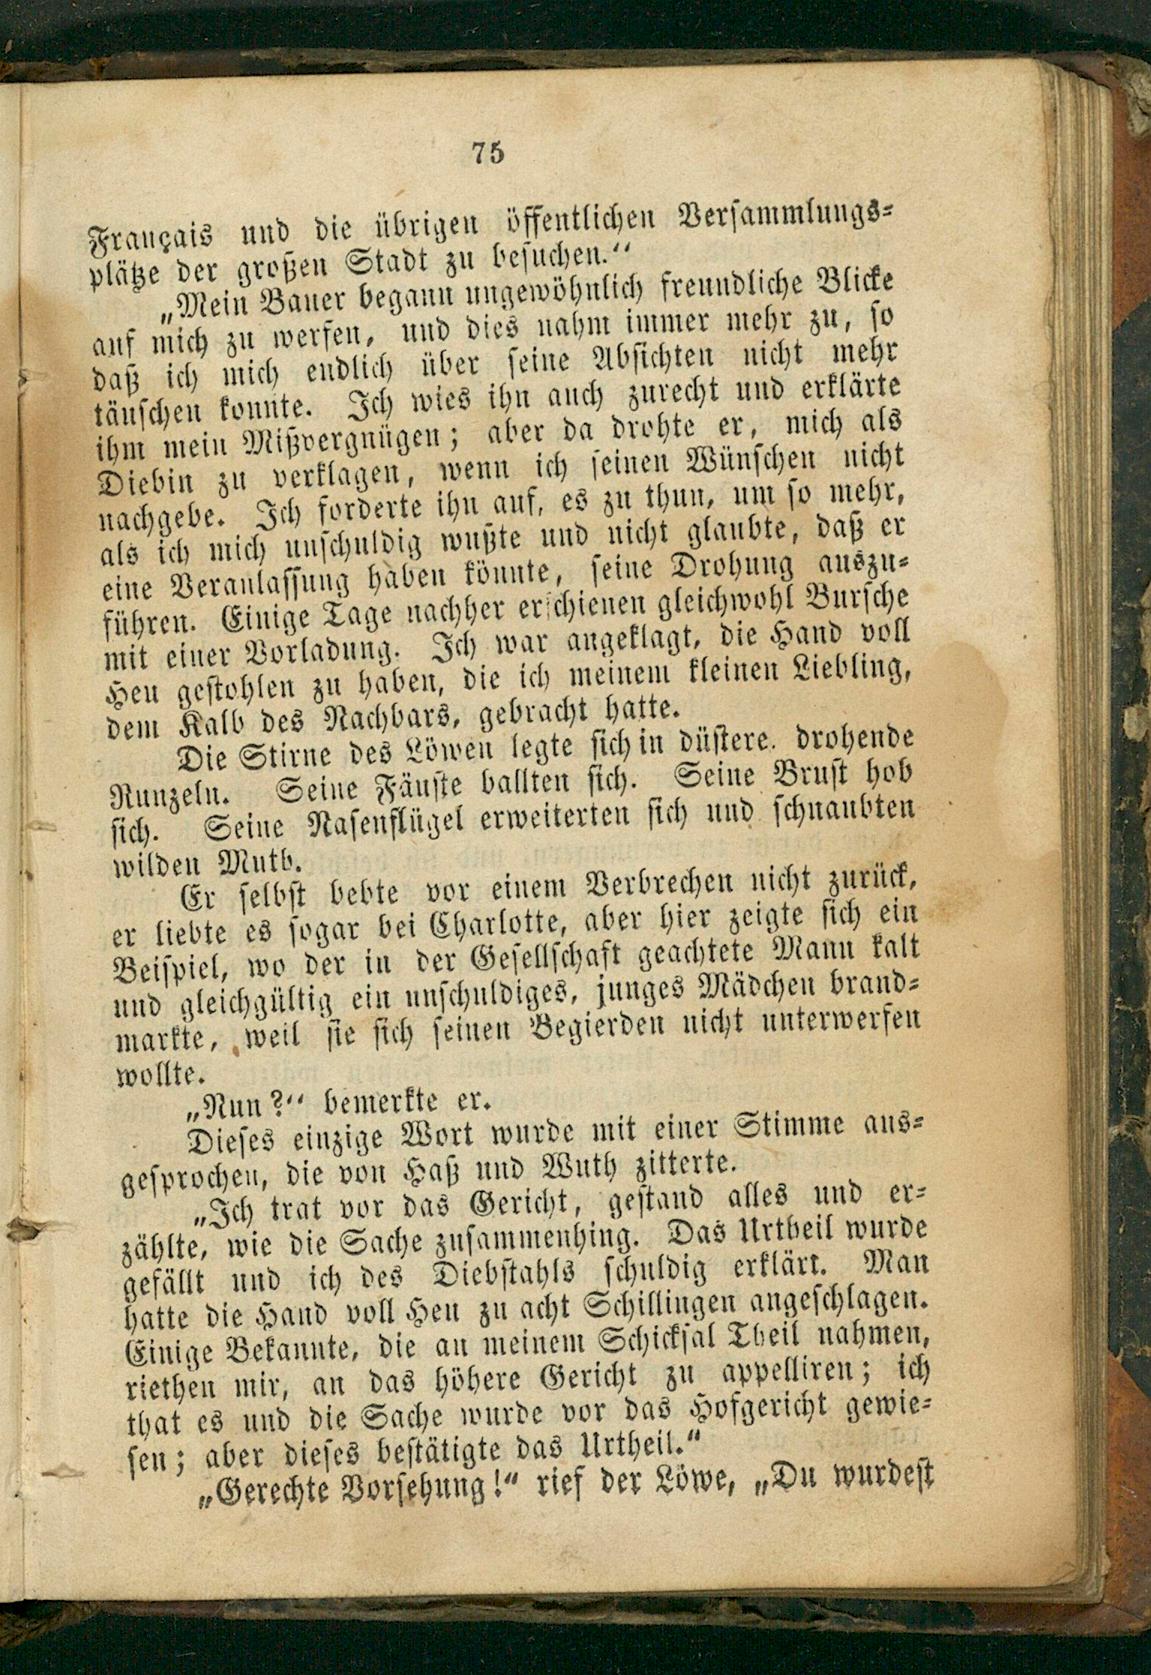 75
Français und die übrigen öffentlichen Versammlungs-
plätze der großen Stadt zu besuchen.“
„Mein Bauer begann ungewöhnlich freundliche Blicke
auf mich zu werfen, und dies nahm immer mehr zu, so
daß ich mich endlich über seine Absichten nicht mehr
täuschen konnte. Ich wies ihn auch zurecht und erklärte
ihm mein Mißvergnügen; aber da drohte er, mich als
Diebin zu verklagen, wenn ich seinen Wünschen nicht
nachgebe. Ich forderte ihn auf, es zu thun, um so mehr,
als ich mich unschuldig wußte und nicht glaubte, daß er
eine Veranlassung haben könnte, seine Drohung auszu-
führen. Einige Tage nachher erschienen gleichwohl Bursche
mit einer Vorladung. Ich war angeklagt, die Hand voll
Heu gestohlen zu haben, die ich meinem kleinen Liebling,
dem Kalb des Nachbars, gebracht hatte.
Die Stirne des Löwen legte sich in düstere. drohende
Runzeln. Seine Fäuste ballten sich. Seine Brust hob
sich. Seine Nasenflügel erweiterten sich und schnaubten
wilden Muth.
Er selbst bebte vor einem Verbrechen nicht zurück,
er liebte es sogar bei Charlotte, aber hier zeigte sich ein
Beispiel, wo der in der Gesellschaft geachtete Mann kalt
und gleichgültig ein unschuldiges, junges Mädchen brand-
markte, weil sie sich seinen Begierden nicht unterwerfen
wollte.
„Nun?“ bemerkte er.
Dieses einzige Wort wurde mit einer Stimme aus-
gesprochen, die von Haß und Wuth zitterte.
„Ich trat vor das Gericht, gestand alles und er-
zählte, wie die Sache zusammenhing. Das Urtheil wurde
gefällt und ich des Diebstahls schuldig erklärt. Man
hatte die Hand voll Heu zu acht Schillingen angeschlagen.
Einige Bekannte, die an meinem Schicksal Theil nahmen,
riethen mir, an das höhere Gericht zu appelliren; ich
that es und die Sache wurde vor das Hofgericht gewie-
sen; aber dieses bestätigte das Urtheil.“
„Gerechte Vorsehung!“ rief der Löwe, „Du wurdest